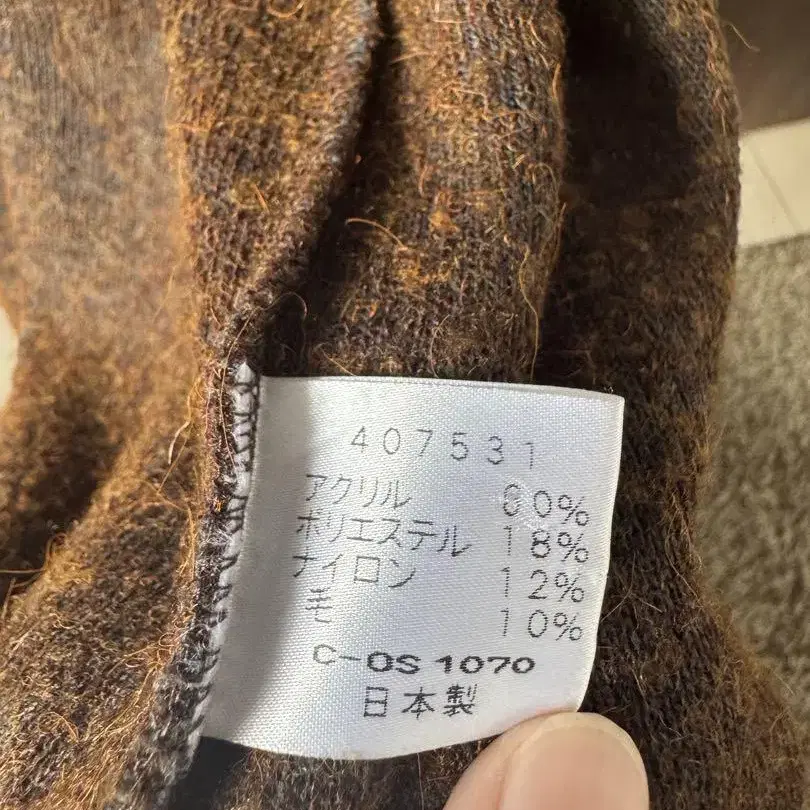 407531
アクリル 60%
ポリエステル 18%
ナイロン 12%
毛 10%
C-OS 1070
日本製